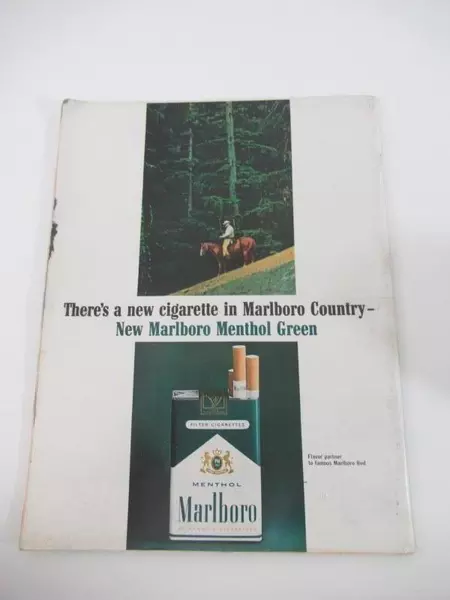 There's a new cigarette in Marlboro Country–
New Marlboro Menthol Green
FILTER CIGARETTES
MENTHOL
Marlboro
Flavor partner
to famous Marlboro Red